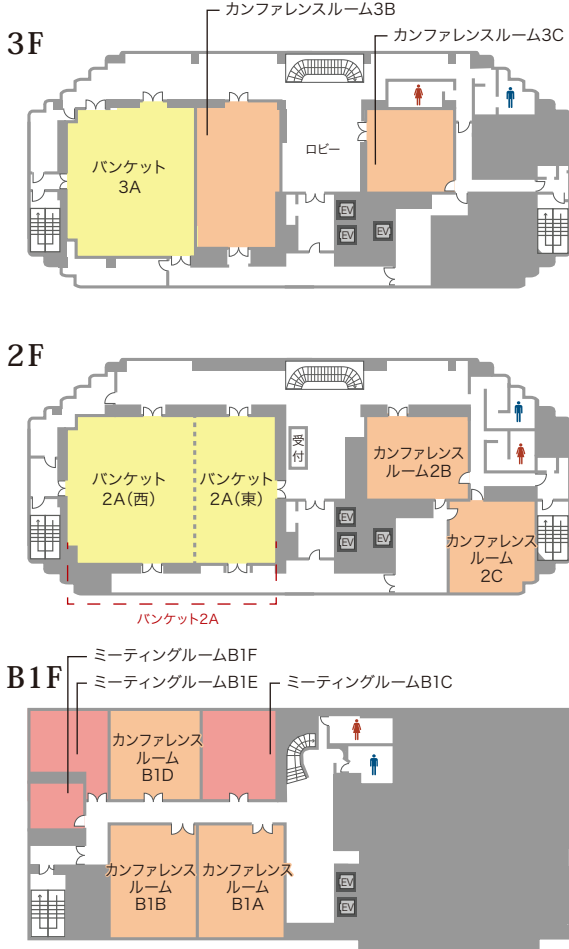 カンファレンスルーム3B
3F
カンファレンスルーム3C
バンケット
3A
ロビー
EV
EV
EV
2F
受付
バンケット
2A(西)
バンケット
2A(東)
カンファレンス
ルーム2B
EV
EV
EV
カンファレンス
ルーム
2C
バンケット2A
ミーティングルームB1F
B1F
ミーティングルームB1E
ミーティングルームB1C
カンファレンス
ルーム
B1D
カンファレンス
ルーム
B1B
カンファレンス
ルーム
B1A
EV
EV